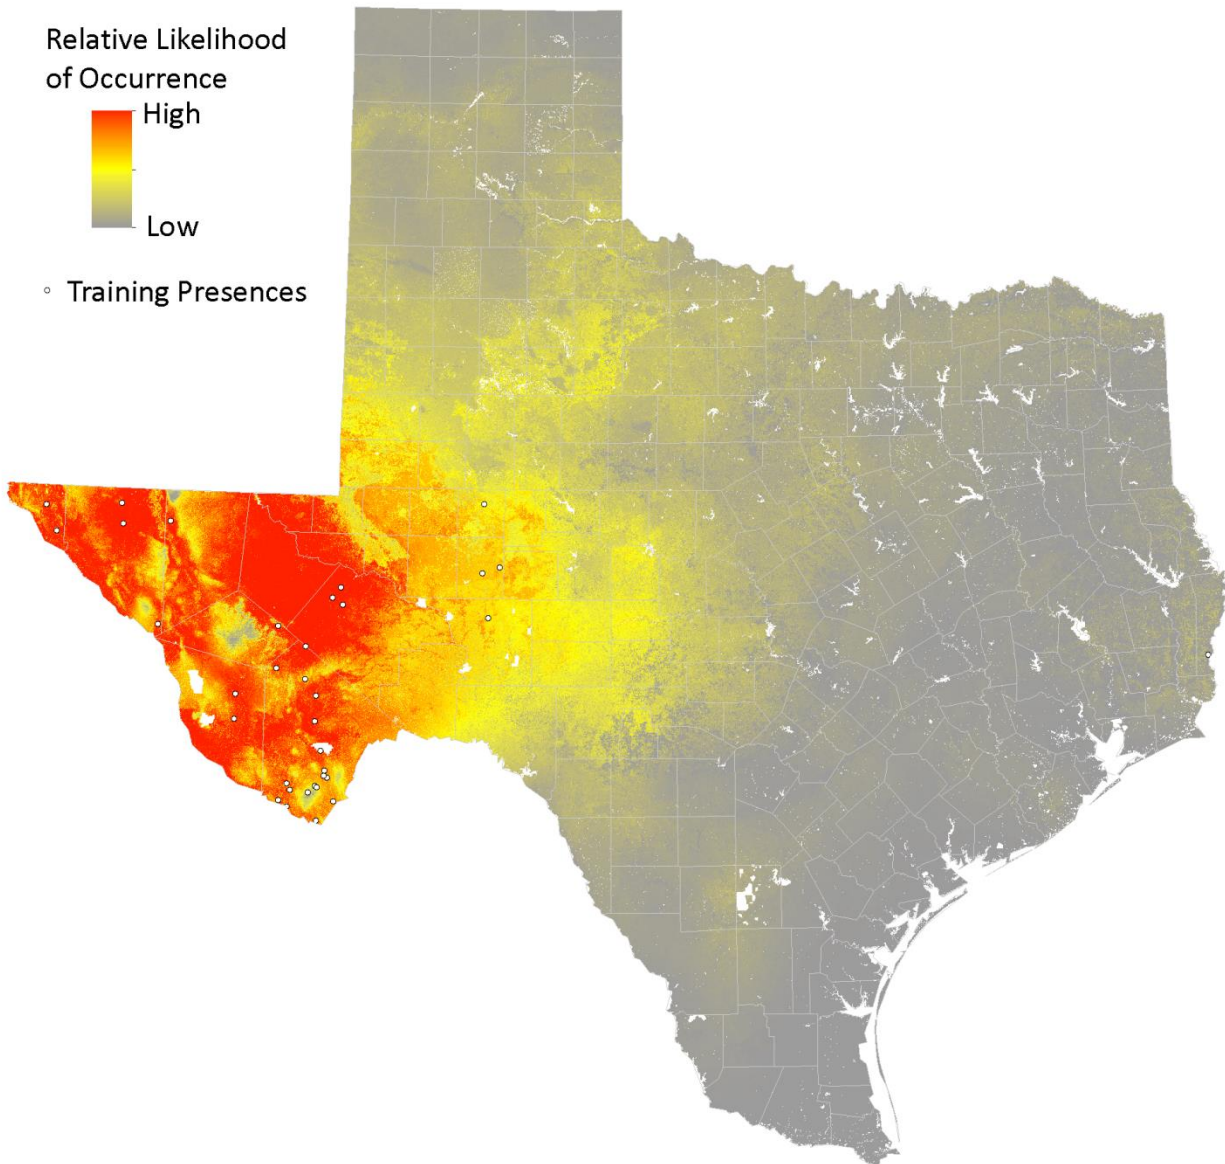 Relative Likelihood
of Occurrence
High
Low
Training Presences